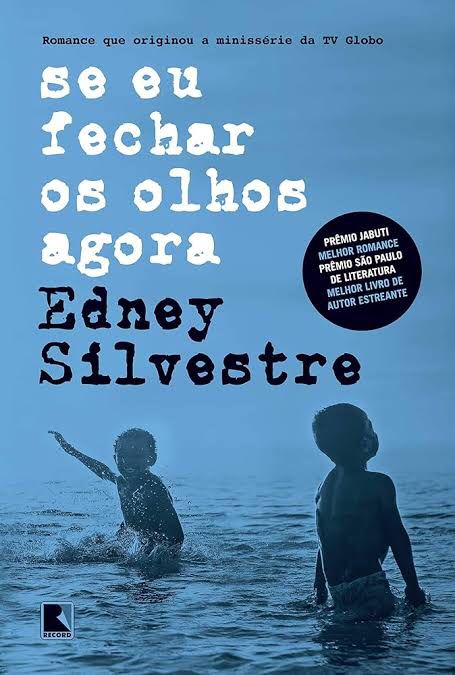 Romance que originou a minissérie da TV Globo
se eu
fechar
os olhos
agora
Edney
Silvestre
PRÊMIO JABUTI
MELHOR ROMANCE
PRÊMIO SÃO PAULO
DE LITERATURA
MELHOR LIVRO DE
AUTOR ESTREANTE
R
RECORD